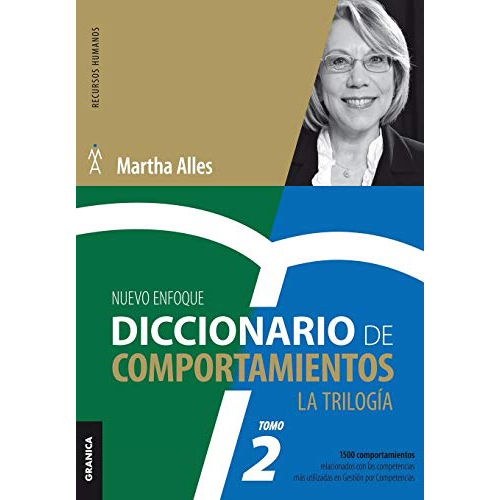 RECURSOS HUMANOS
MA
Martha Alles
NUEVO ENFOQUE
DICCIONARIO DE
COMPORTAMIENTOS
LA TRILOGÍA
TOMO
2
1500 comportamientos
relacionados con las competencias
más utilizadas en Gestión por Competencias
GRANICA